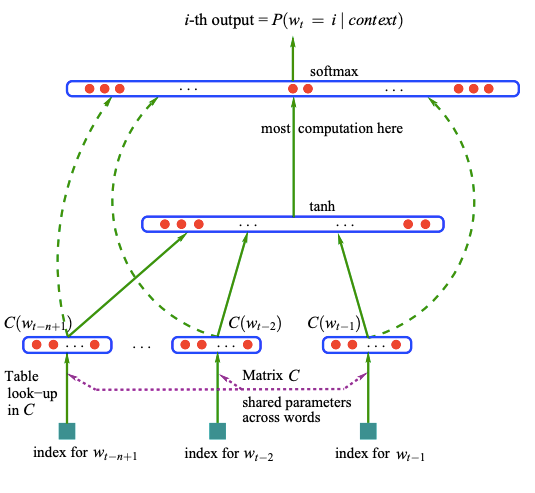 i-th output = P(w_t = i | context)
softmax
. . .
. . .
most computation here
tanh
. . .
. . .
C(w_{t−n+1})
C(w_{t−2})
C(w_{t−1})
. . .
. . .
. . .
. . .
Table
look−up
in C
Matrix C
shared parameters
across words
index for w_{t−n+1}
index for w_{t−2}
index for w_{t−1}